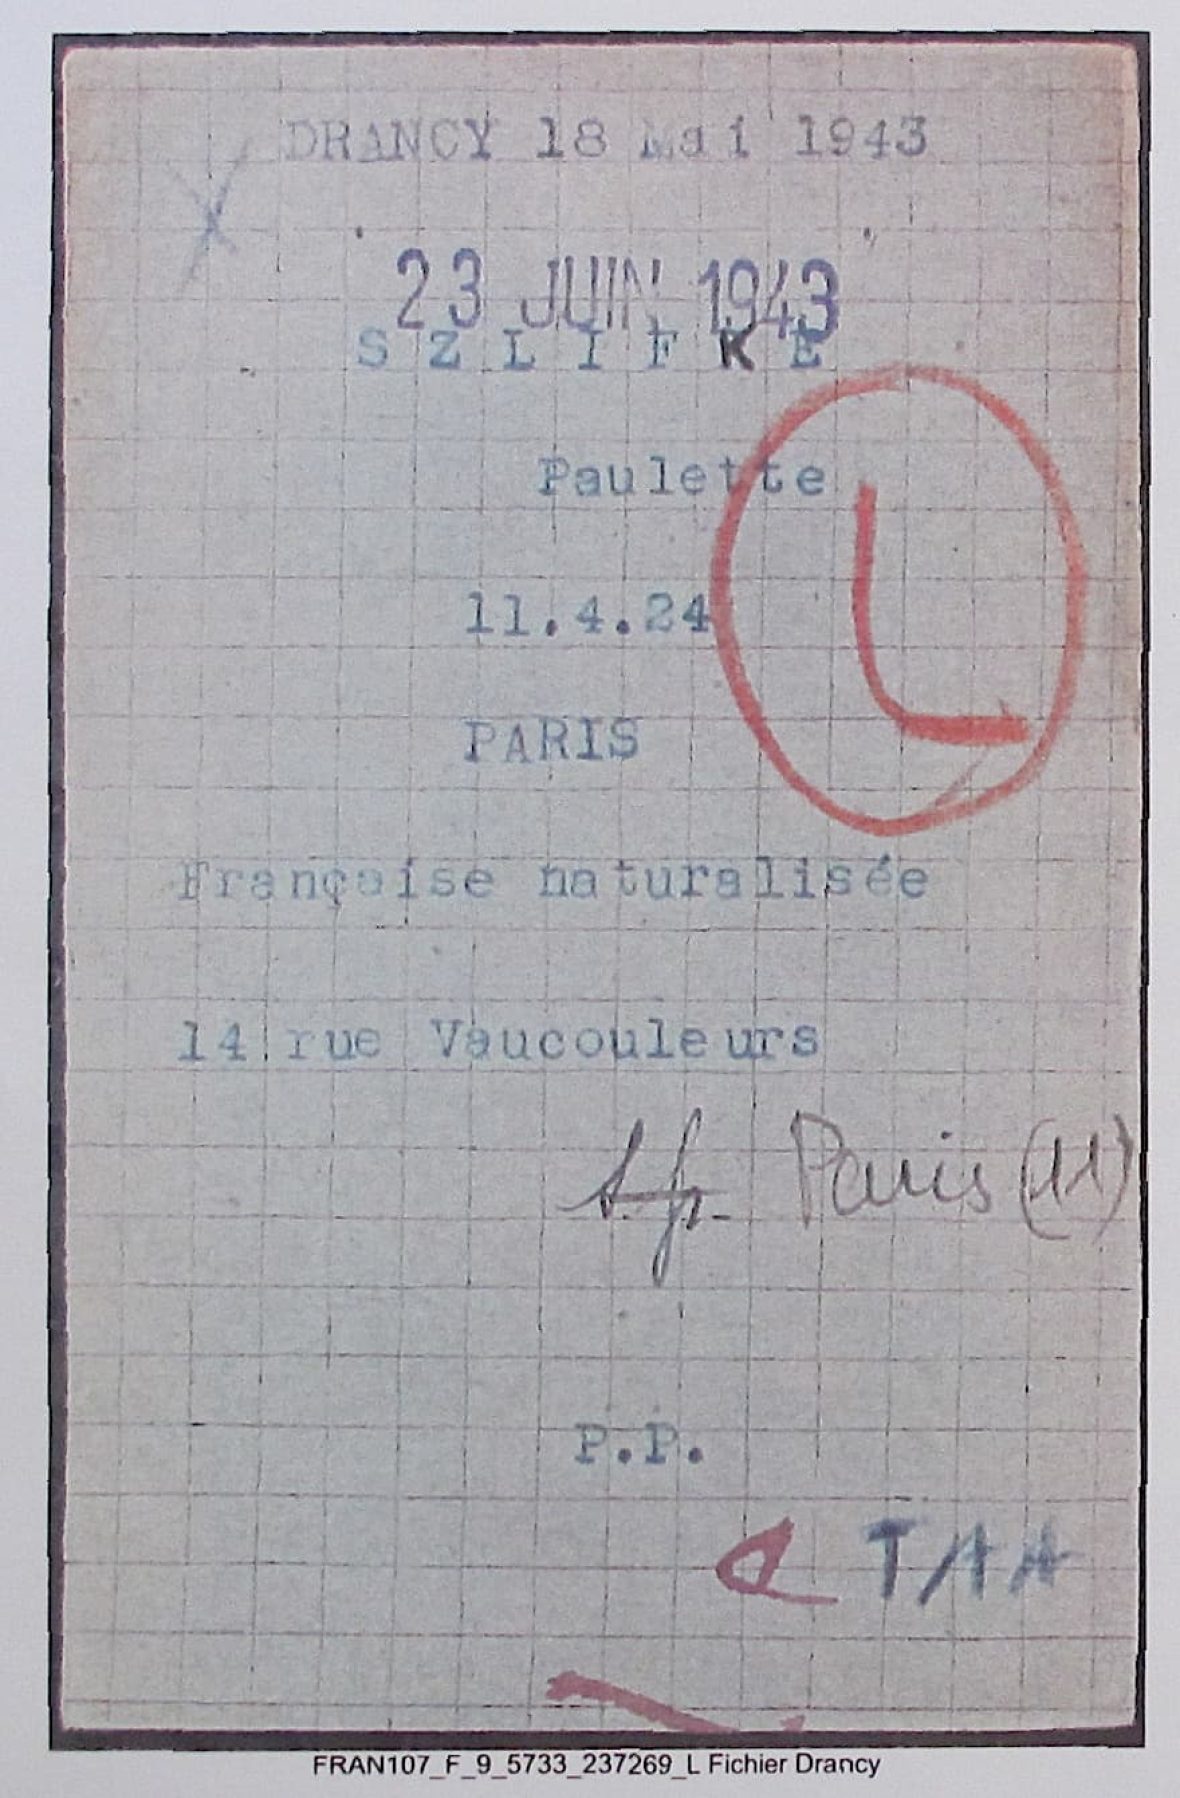 DRANCY 18 Mai 1943
23 JUIN 1943
SZLIFKE
Paulette
L
11.4.24
PARIS
Française naturalisée
14 rue Vaucouleurs
Paris (11)
P.P.
FRAN107_F_9_5733_237269_L Fichier Drancy